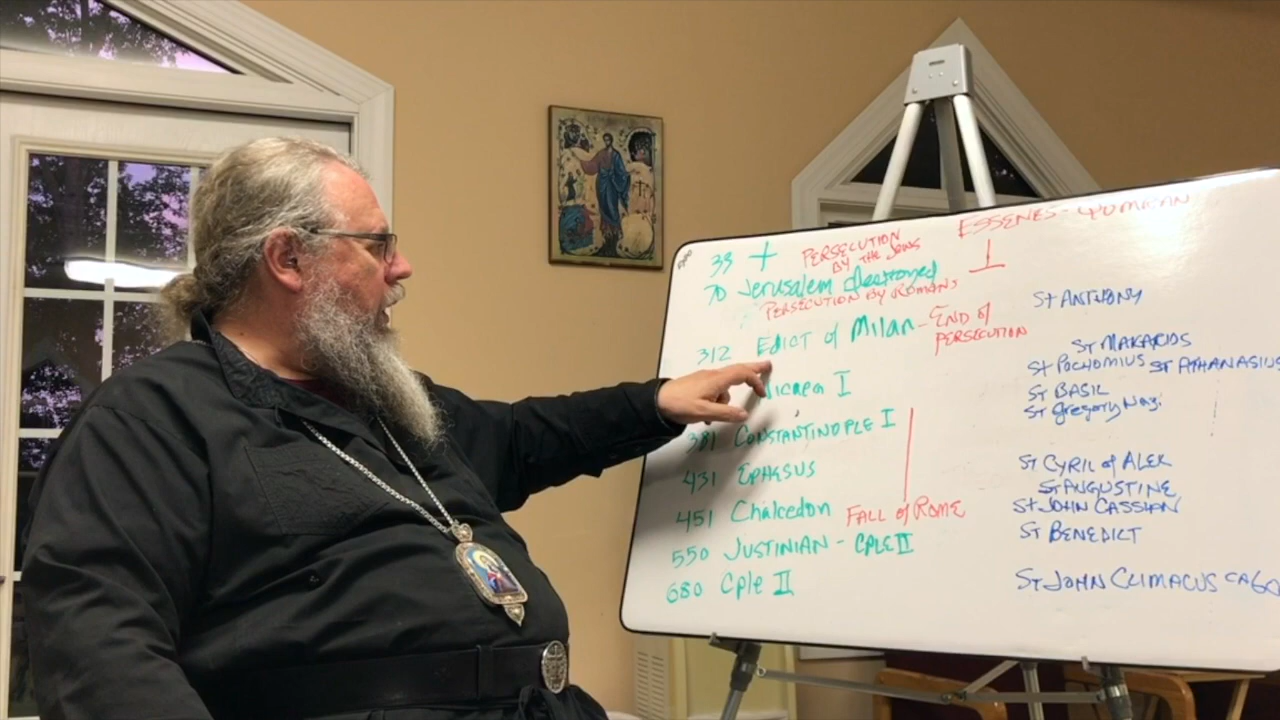 33 + PERSECUTION BY THE JEWS
ESSENES - QUMRAN
70 Jerusalem destroyed
PERSECUTION BY ROMANS
St ANTHONY
312 EDICT of Milan - END of PERSECUTION
St MAKARIOS
St POCHOMIUS St ATHANASIUS
Nicaea I
St BASIL
St Gregory Nazi
381 CONSTANTINOPLE I
431 EPHESUS
St CYRIL of ALEX
St AUGUSTINE
451 Chalcedon FALL of ROME
St JOHN CASSIAN
550 JUSTINIAN - CPLE II
St BENEDICT
680 Cple II
St JOHN CLIMACUS CA 60